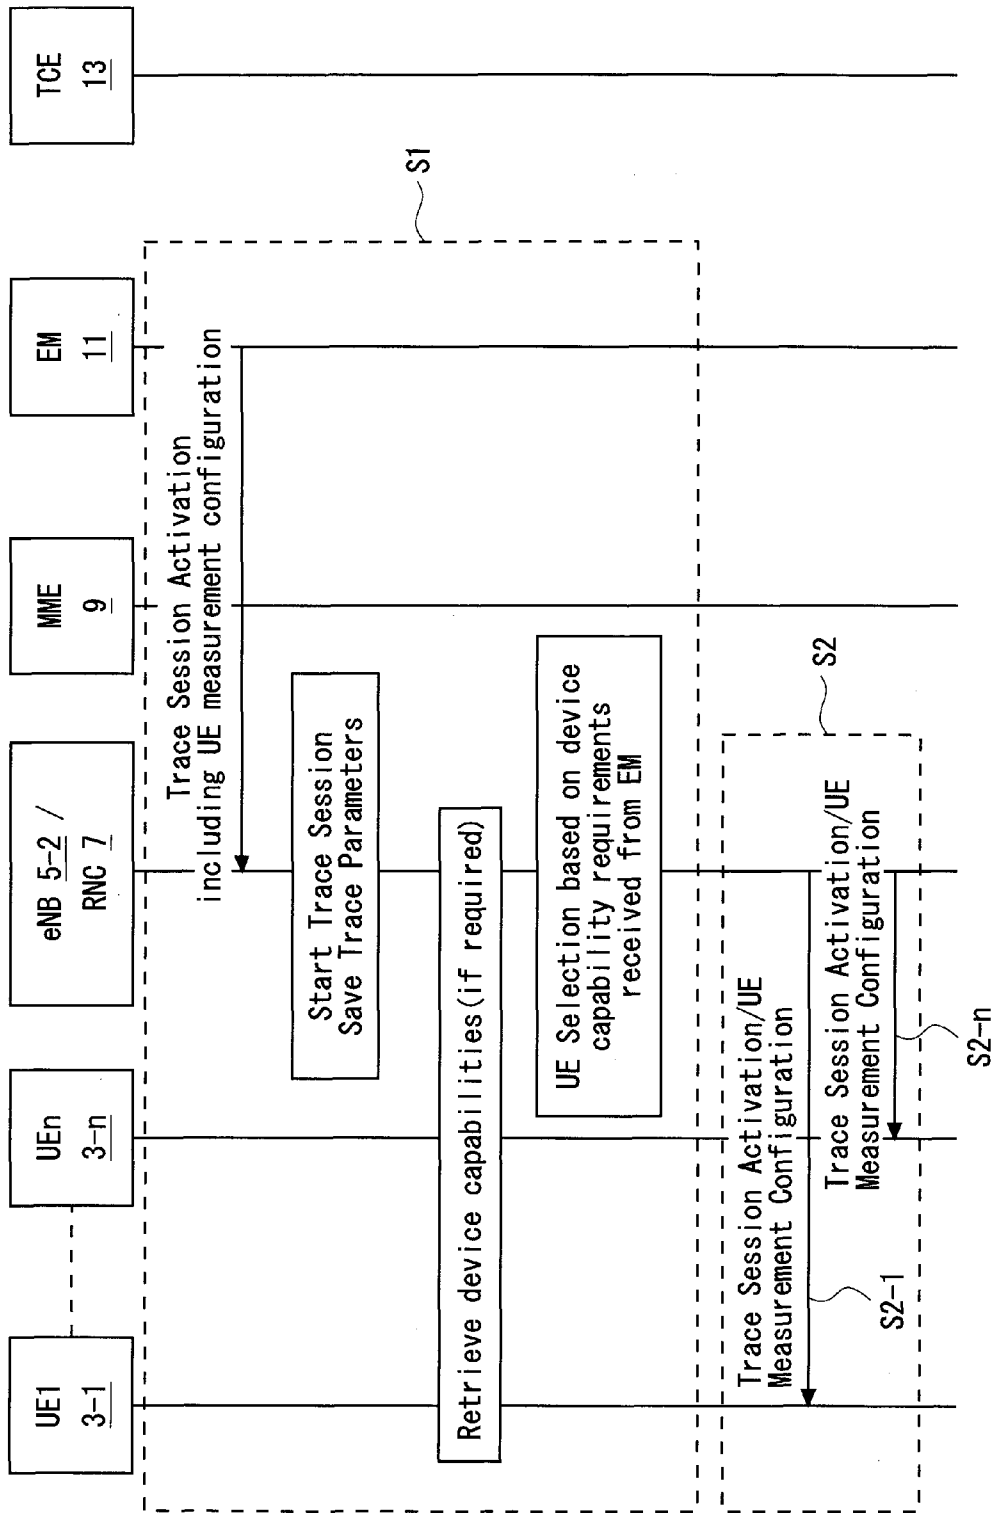 UE1
3-1
UEn
3-n
eNB 5-2 /
RNC 7
MME
9
EM
11
TCE
13
Trace Session Activation
including UE measurement configuration
Start Trace Session
Save Trace Parameters
Retrieve device capabilities(if required)
UE Selection based on device
capability requirements
received from EM
S1
Trace Session Activation/UE
Measurement Configuration
S2-1
Trace Session Activation/UE
Measurement Configuration
S2-n
S2